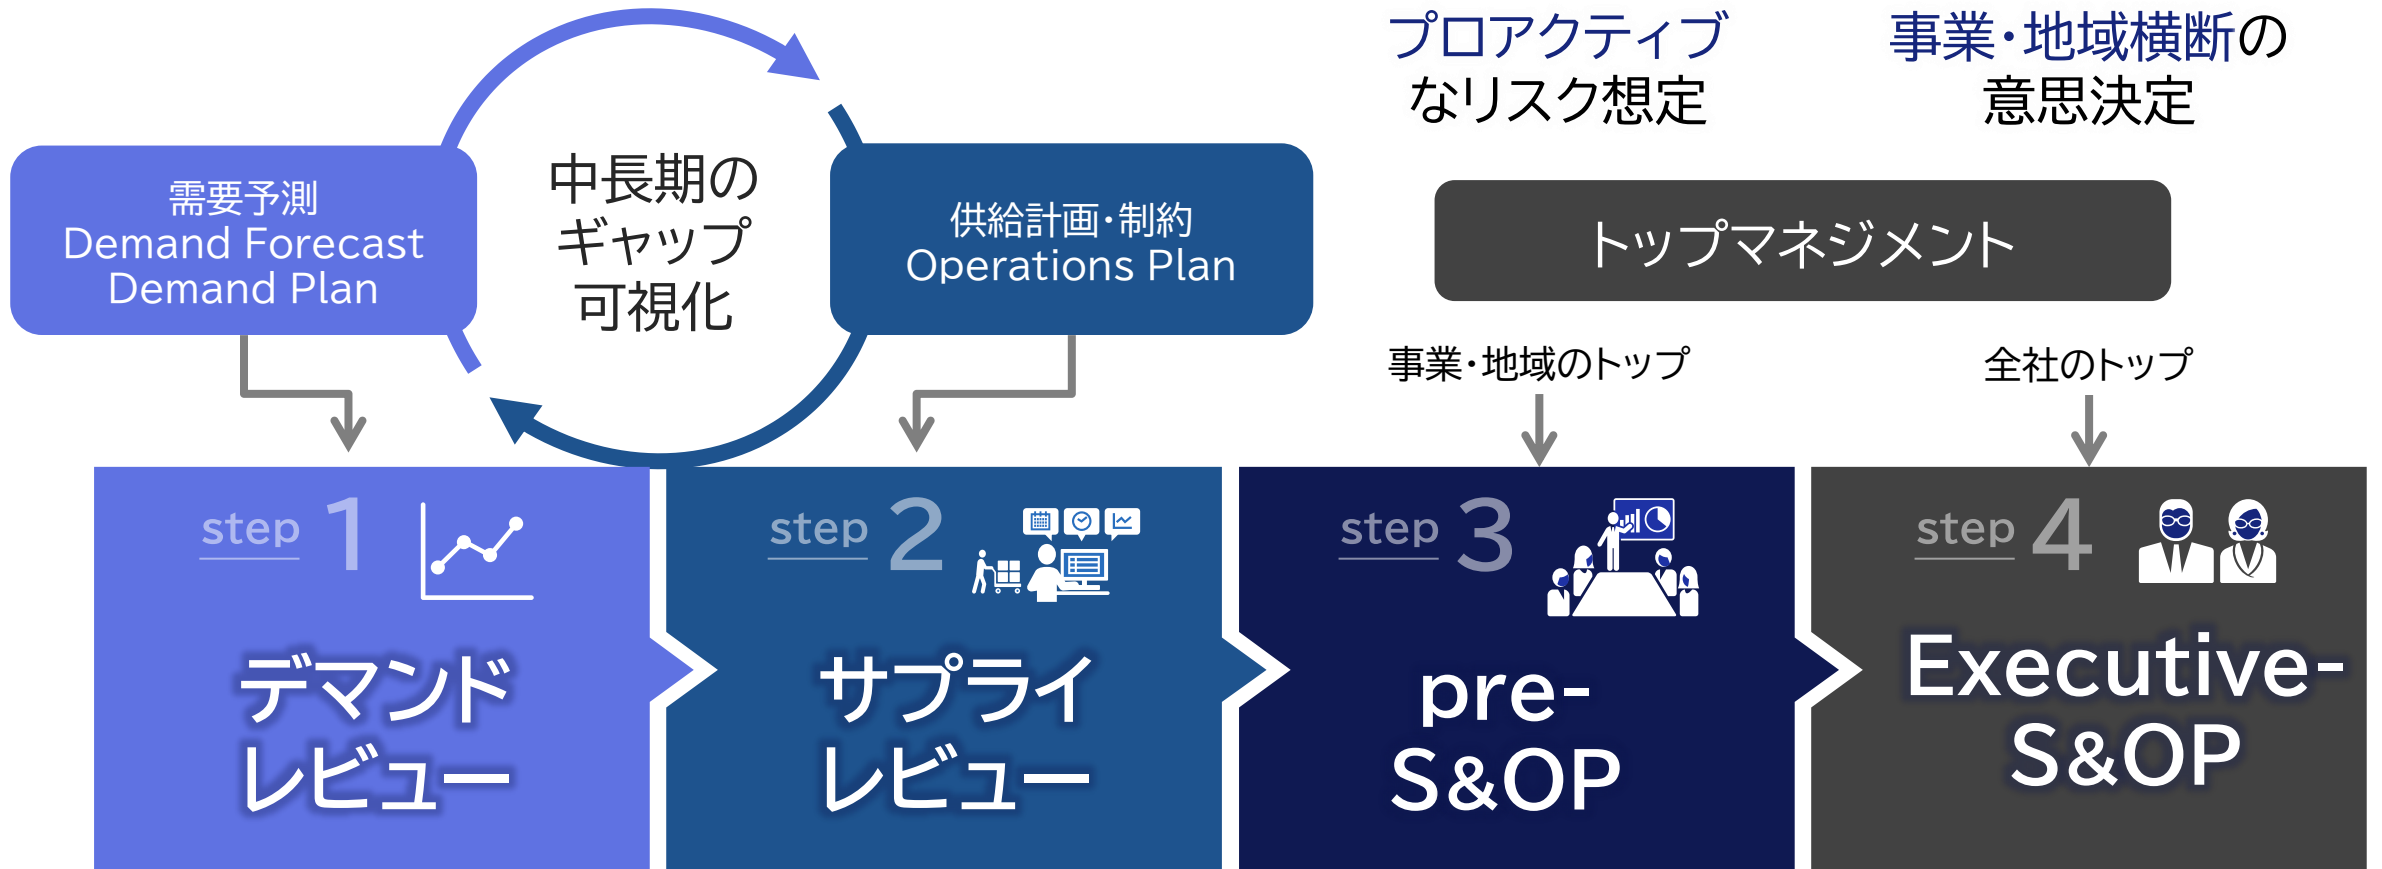 需要予測
Demand Forecast
Demand Plan
中長期の
ギャップ
可視化
供給計画・制約
Operations Plan
プロアクティブ
なリスク想定
事業・地域横断の
意思決定
トップマネジメント
事業・地域のトップ
全社のトップ
step 1
デマンド
レビュー
step 2
サプライ
レビュー
step 3
pre-
S&OP
step 4
Executive-
S&OP